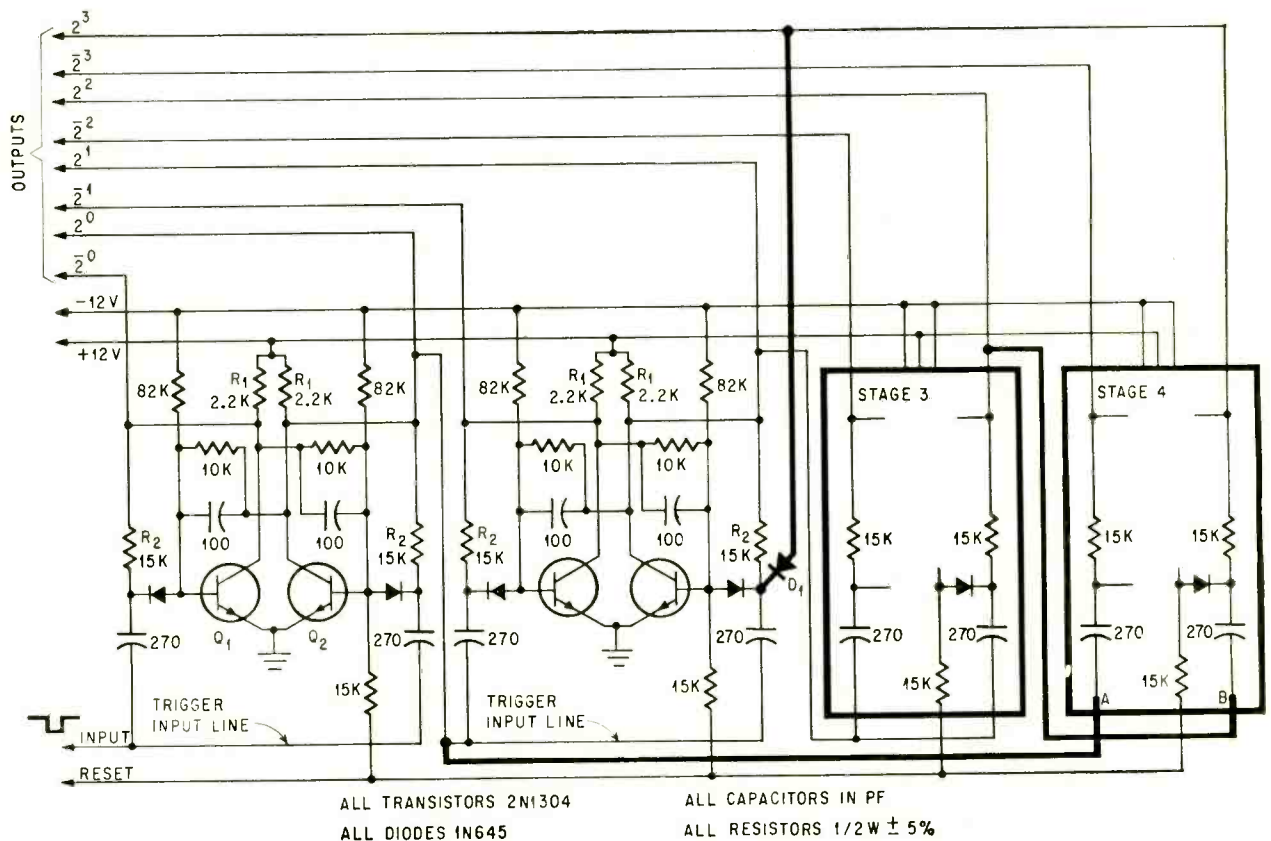 2³
2̄³
2²
2̄²
2¹
2̄¹
2⁰
2̄⁰
OUTPUTS
-12V
+12V
82K R₁ 2.2K R₁ 2.2K 82K
82K R₁ 2.2K R₁ 2.2K 82K
STAGE 3
STAGE 4
10K 10K
10K 10K
100 100
100 100
R₂ 15K
R₂ 15K
R₂ 15K
R₂ 15K
15K 15K
15K 15K
D₁
270 Q₁ Q₂ 270
270 270
270 270
270 270
15K
15K
15K
15K
A B
TRIGGER
INPUT LINE
TRIGGER
INPUT LINE
INPUT
RESET
ALL TRANSISTORS 2N1304
ALL DIODES 1N645
ALL CAPACITORS IN PF
ALL RESISTORS 1/2W ± 5%